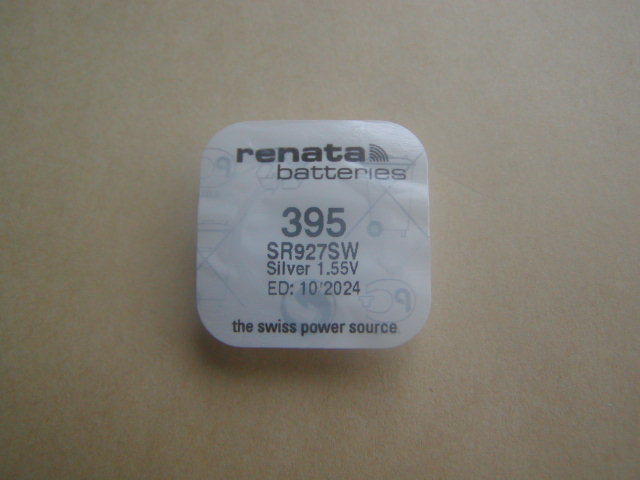 renata
batteries
395
SR927SW
Silver 1.55V
ED: 10/2024
the swiss power source